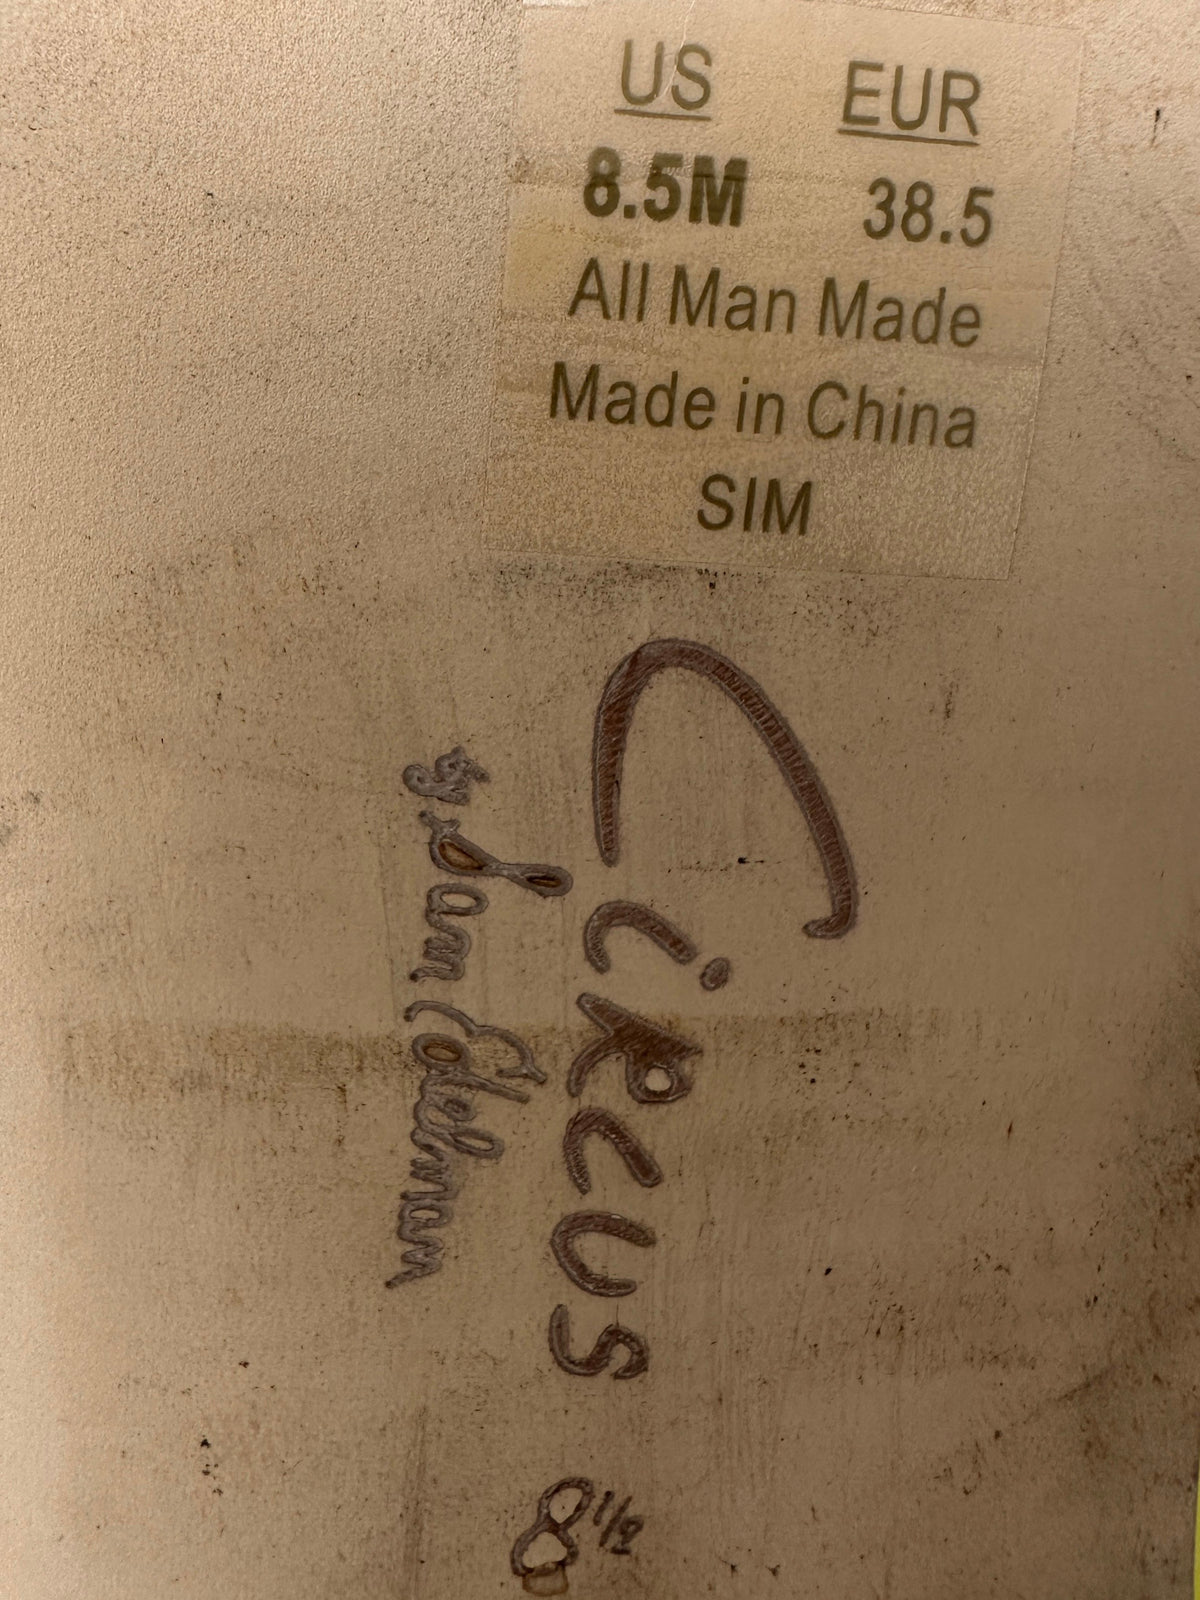 US EUR
8.5M 38.5
All Man Made
Made in China
SIM
Circus
by Sam Edelman
8 1/2